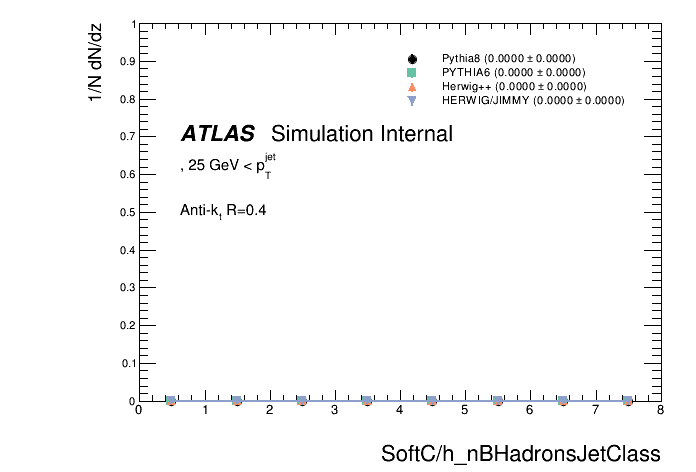 1/N dN/dz
1
0.9
0.8
0.7
0.6
0.5
0.4
0.3
0.2
0.1
0
Pythia8 (0.0000 ± 0.0000)
PYTHIA6 (0.0000 ± 0.0000)
Herwig++ (0.0000 ± 0.0000)
HERWIG/JIMMY (0.0000 ± 0.0000)
ATLAS Simulation Internal
, 25 GeV < p_T^jet
Anti-k_t R=0.4
0 1 2 3 4 5 6 7 8
SoftC/h_nBHadronsJetClass